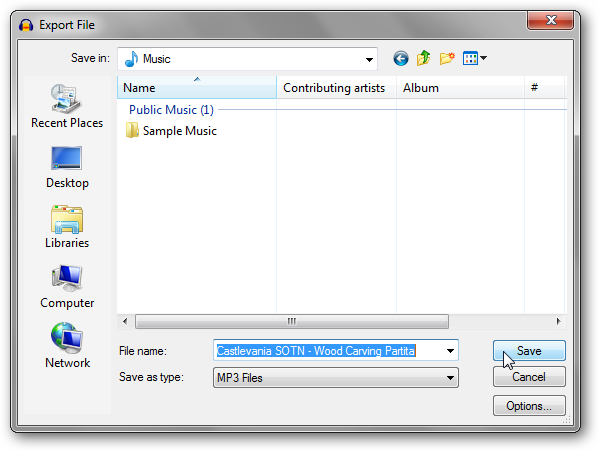 Export File
Save in:
Music
Name
Contributing artists
Album
#
Public Music (1)
Sample Music
Recent Places
Desktop
Libraries
Computer
Network
File name:
Castlevania SOTN - Wood Carving Partita
Save
Save as type:
MP3 Files
Cancel
Options...